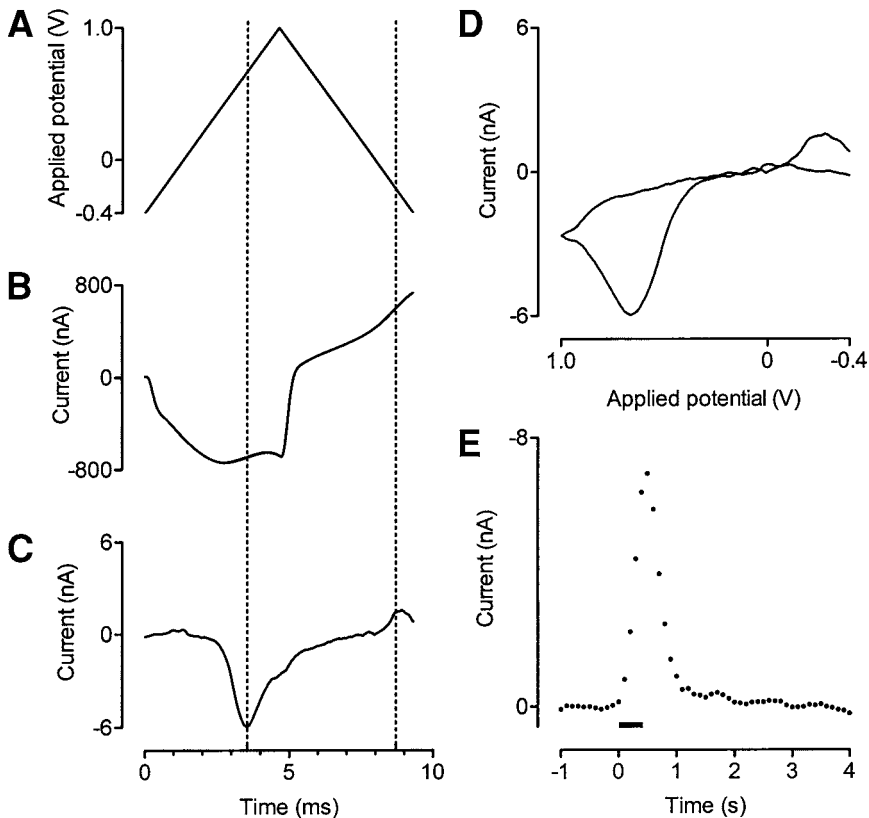 A
Applied potential (V)
1.0
0
-0.4
B
Current (nA)
800
0
-800
C
Current (nA)
6
0
-6
0
5
10
Time (ms)
D
Current (nA)
6
0
-6
1.0
0
-0.4
Applied potential (V)
E
Current (nA)
-8
0
-1
0
1
2
3
4
Time (s)